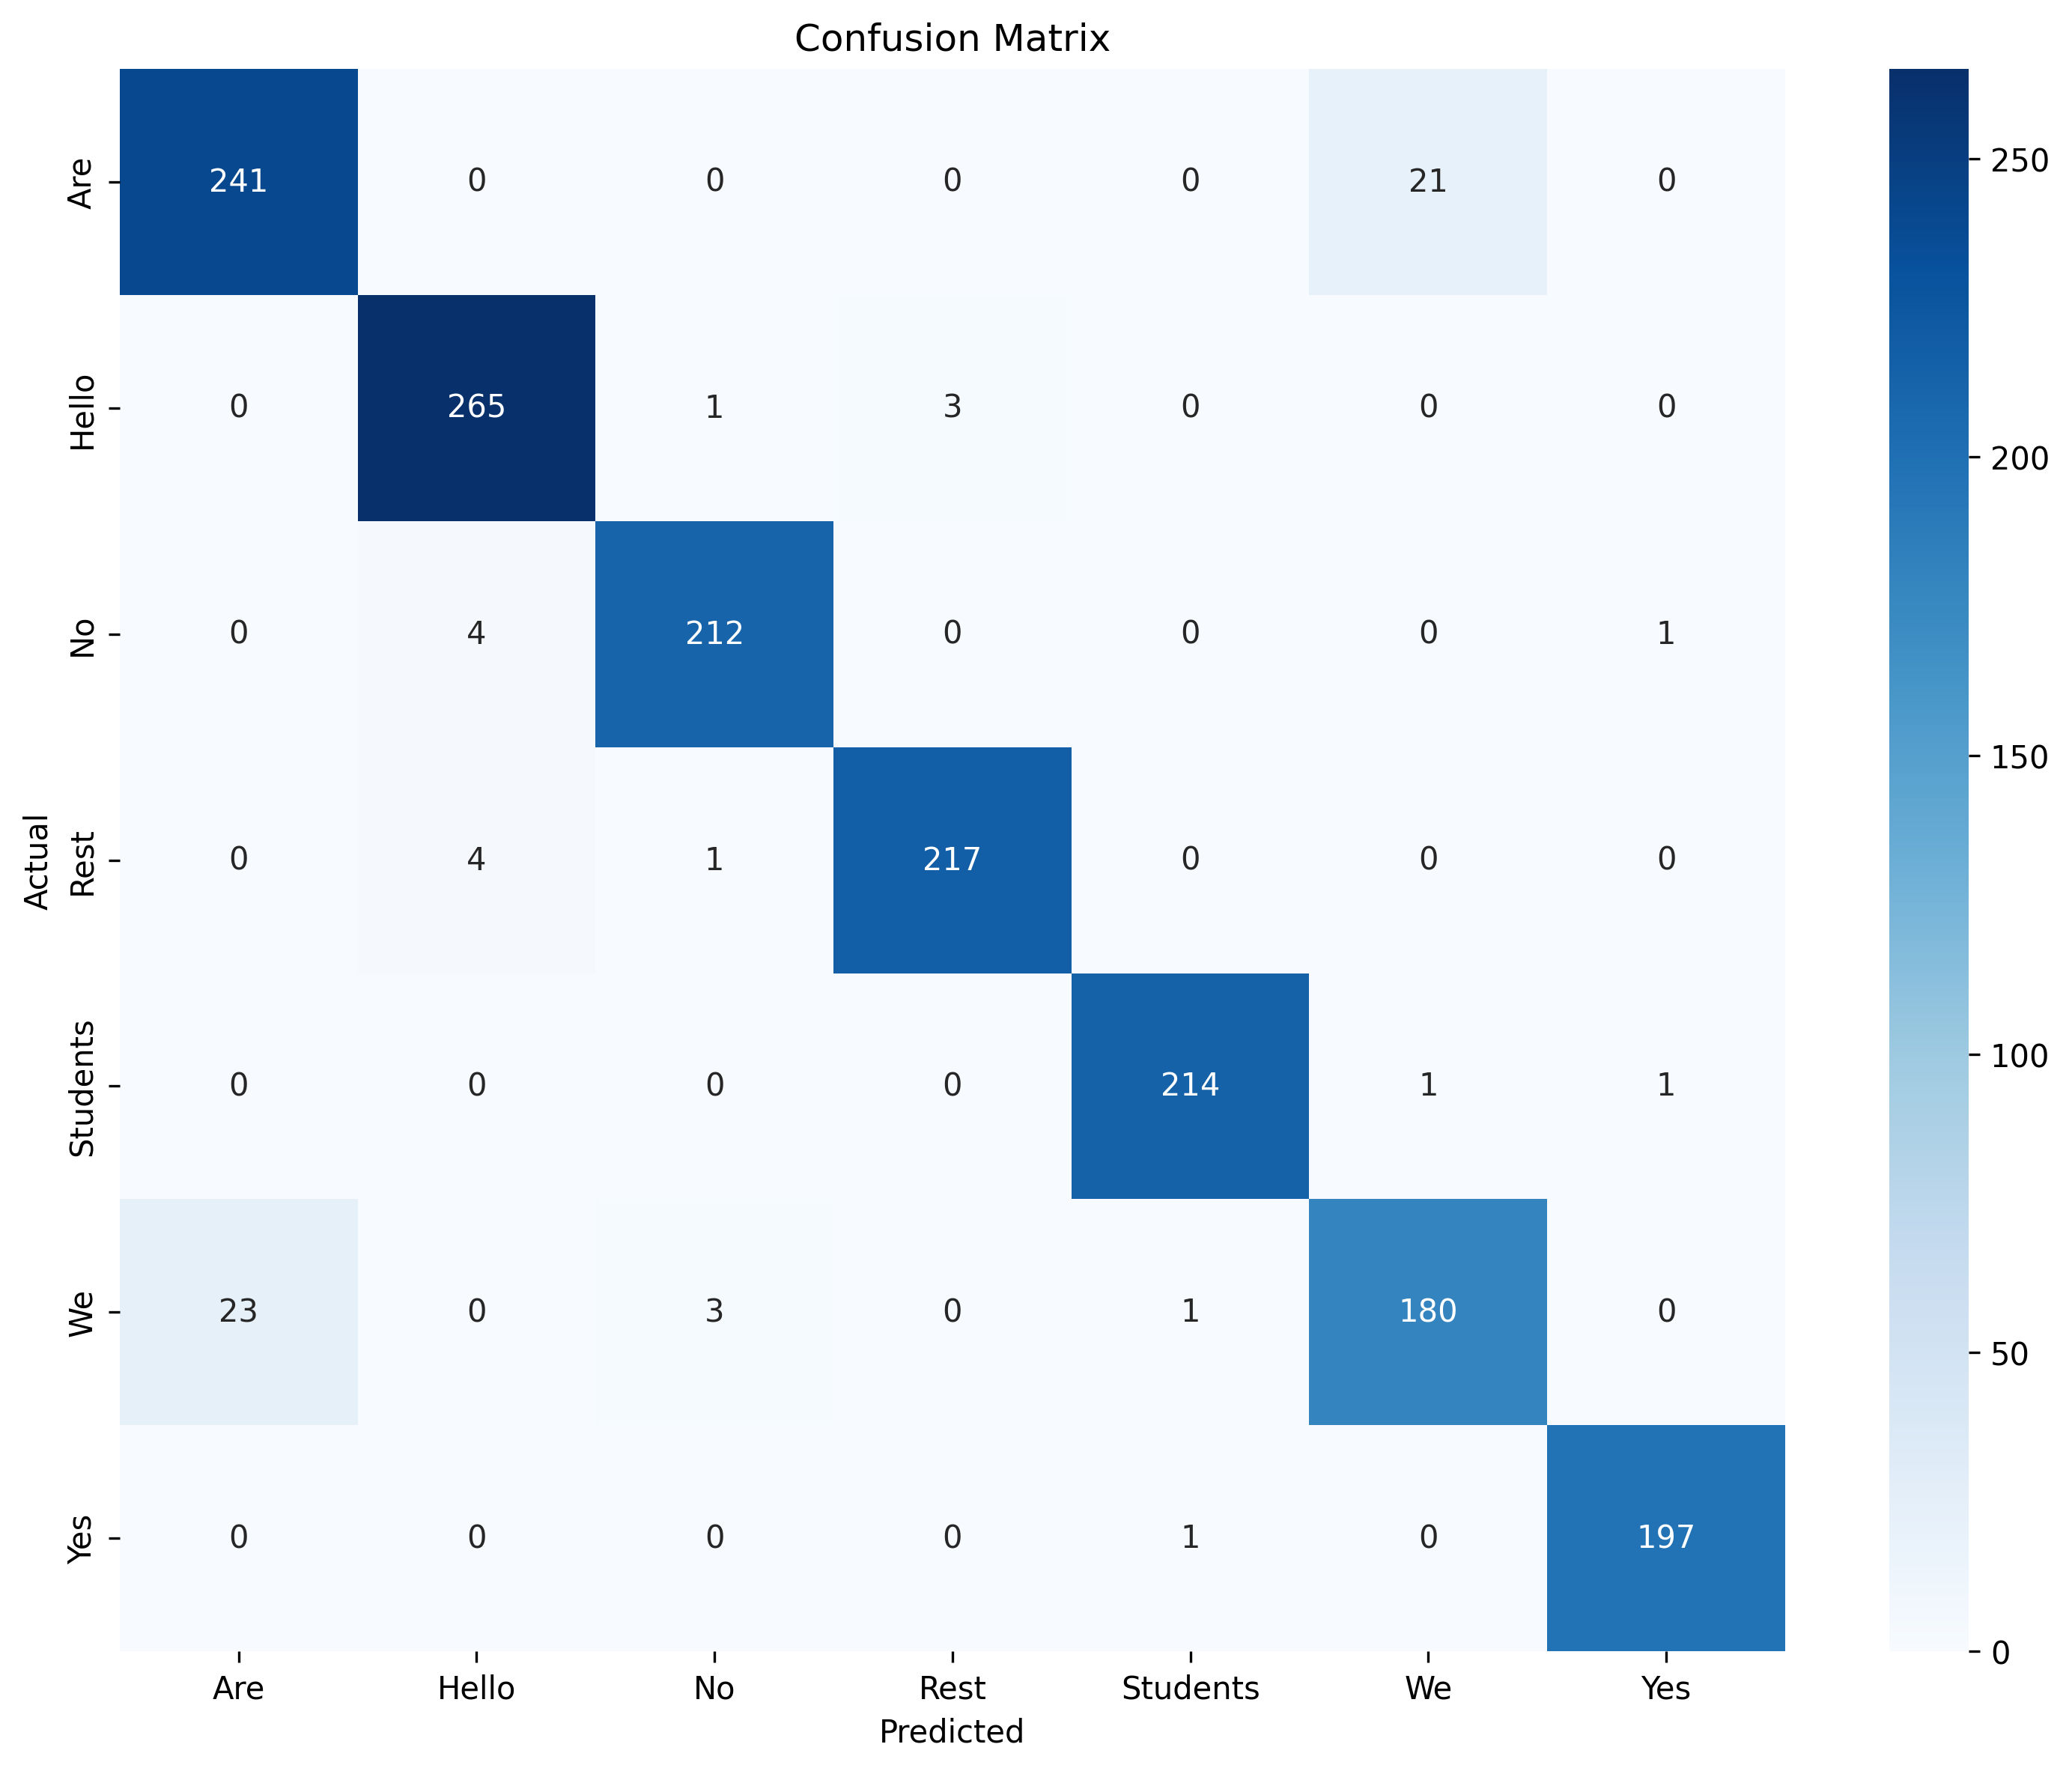 Confusion Matrix
Are 241 0 0 0 0 21 0
Hello 0 265 1 3 0 0 0
No 0 4 212 0 0 0 1
Rest 0 4 1 217 0 0 0
Students 0 0 0 0 214 1 1
We 23 0 3 0 1 180 0
Yes 0 0 0 0 1 0 197
Actual
Are Hello No Rest Students We Yes
Predicted
250
200
150
100
50
0